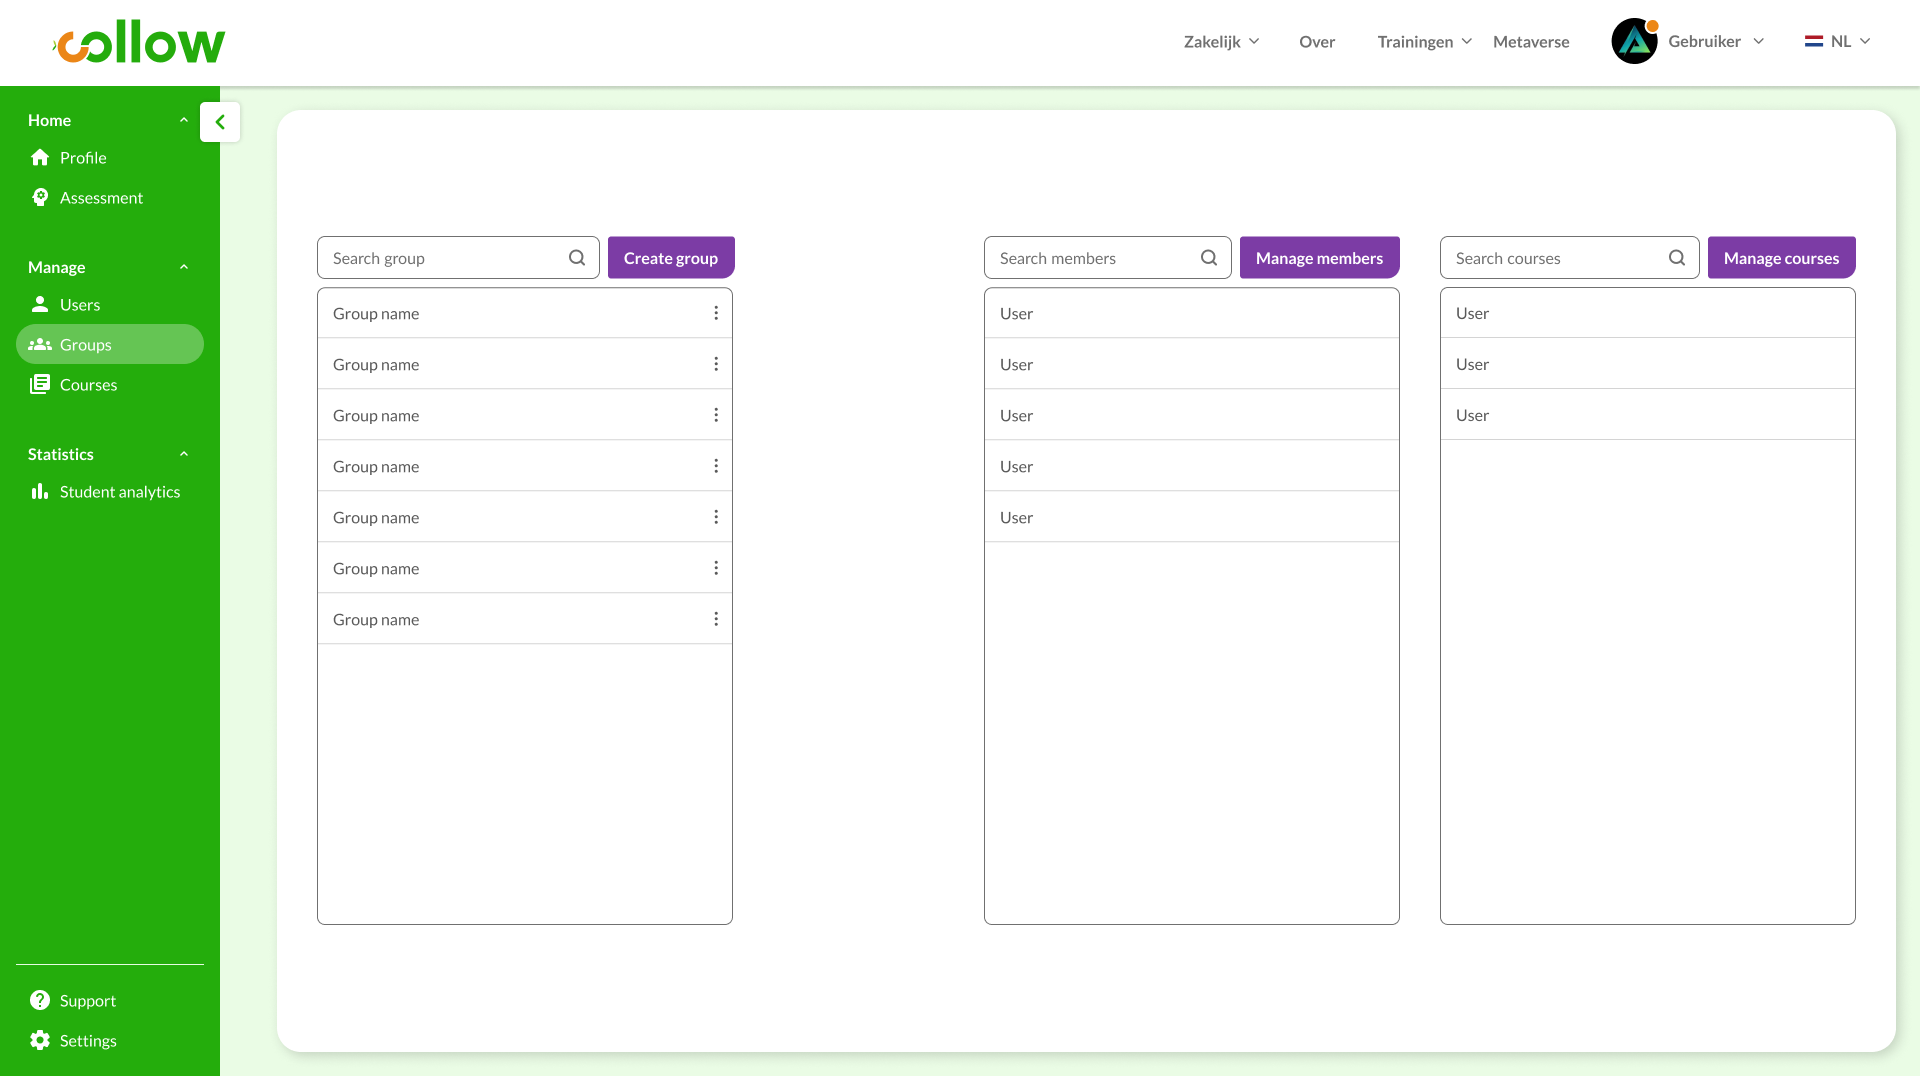 collow
Zakelijk
Over
Trainingen
Metaverse
Gebruiker
NL
Home
Profile
Assessment
Manage
Users
Groups
Courses
Statistics
Student analytics
Support
Settings
Search group
Create group
Group name
Group name
Group name
Group name
Group name
Group name
Group name
Search members
Manage members
User
User
User
User
User
Search courses
Manage courses
User
User
User